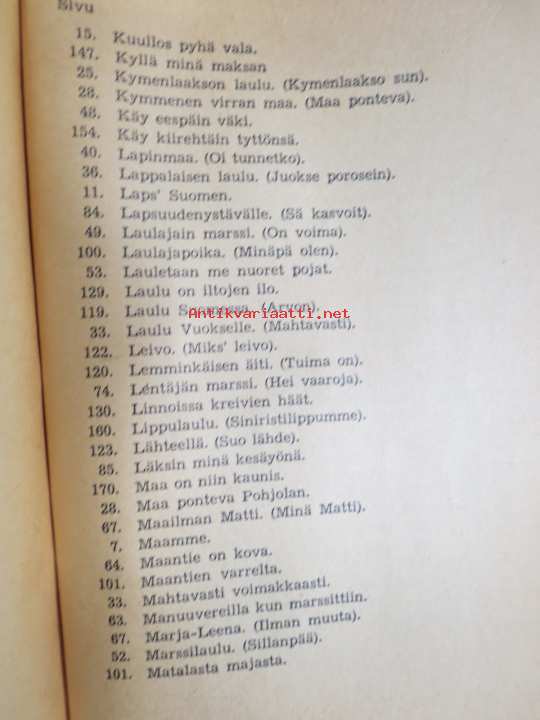 Sivu
15. Kuullos pyhä vala.
147. Kyllä minä maksan
25. Kymenlaakson laulu. (Kymenlaakso sun).
28. Kymmenen virran maa. (Maa ponteva).
48. Käy eespäin väki.
154. Käy kiirehtäin tyttönsä.
40. Lapinmaa. (Oi tunnetko).
36. Lappalaisen laulu. (Juokse porosein).
11. Laps' Suomen.
84. Lapsuudenystävälle. (Sä kasvoit).
49. Laulajain marssi. (On voima).
100. Laulajapoika. (Minäpä olen).
53. Lauletaan me nuoret pojat.
129. Laulu on iltojen ilo.
119. Laulu Suomessa. (Arvon).
Antikvariaatti.net
33. Laulu Vuokselle. (Mahtavasti).
122. Leivo. (Miks' leivo).
120. Lemminkäisen äiti. (Tuima on).
74. Lentäjän marssi. (Hei vaaroja).
130. Linnoissa kreivien häät.
160. Lippulaulu. (Siniristilippumme).
123. Lähteellä. (Suo lähde).
85. Läksin minä kesäyönä.
170. Maa on niin kaunis.
28. Maa ponteva Pohjolan.
67. Maailman Matti. (Minä Matti).
7. Maamme.
64. Maantie on kova.
101. Maantien varrelta.
33. Mahtavasti voimakkaasti.
63. Manuuvereilla kun marssittiin.
67. Marja-Leena. (Ilman muuta).
52. Marssilaulu. (Sillanpää).
101. Matalasta majasta.